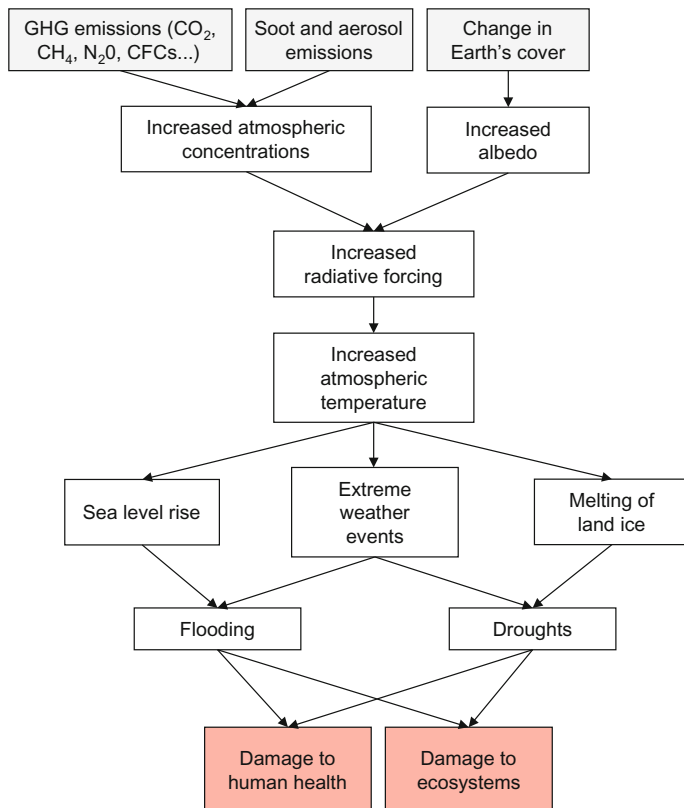 GHG emissions (CO₂,
CH₄, N₂0, CFCs...)
Soot and aerosol
emissions
Change in
Earth's cover
Increased atmospheric
concentrations
Increased
albedo
Increased
radiative forcing
Increased
atmospheric
temperature
Sea level rise
Extreme
weather
events
Melting of
land ice
Flooding
Droughts
Damage to
human health
Damage to
ecosystems